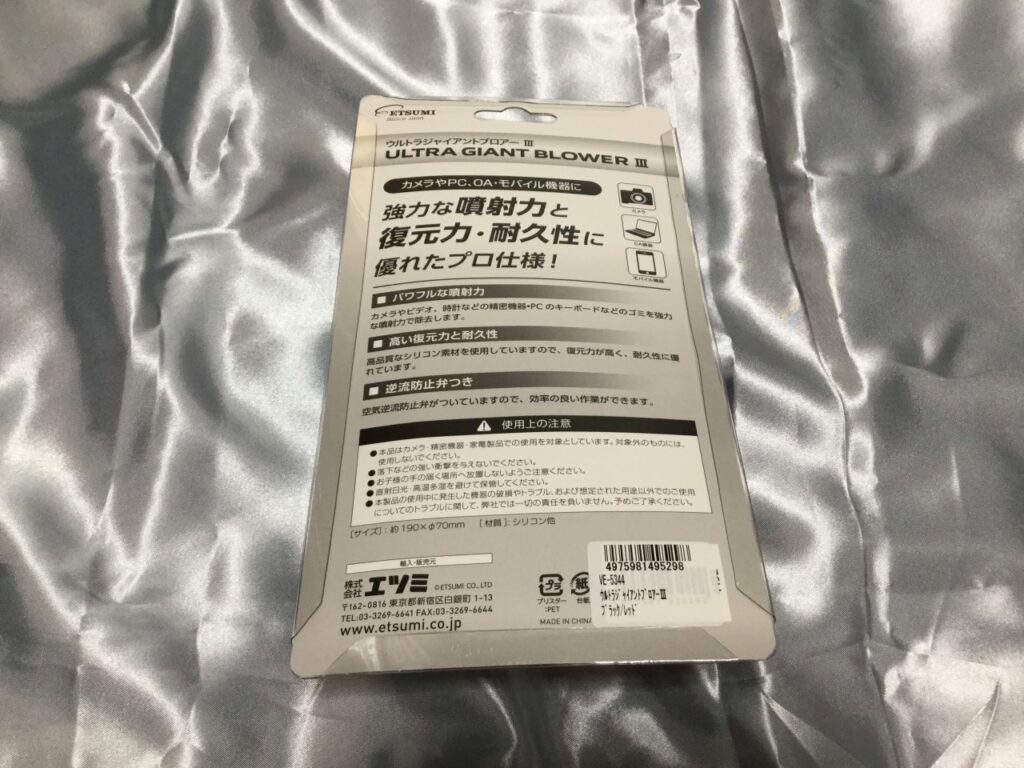 ETSUMI
Since 1955
ウルトラジャイアントブロアー III
ULTRA GIANT BLOWER III
カメラやPC、OA・モバイル機器に
強力な噴射力と
復元力・耐久性に
優れたプロ仕様！
カメラ
OA機器
モバイル機器
■ パワフルな噴射力
カメラやビデオ、時計などの精密機器・PCのキーボードなどのゴミを強力
な噴射力で除去します。
■ 高い復元力と耐久性
高品質なシリコン素材を使用していますので、復元力が高く、耐久性に優
れています。
■ 逆流防止弁つき
空気逆流防止弁がついていますので、効率の良い作業ができます。
使用上の注意
●本品はカメラ・精密機器・家電製品での使用を対象としています。対象外のものには、
使用しないでください。
●落下などの強い衝撃を与えないでください。
●お子様の手の届く場所へ放置しないようご注意ください。
●直射日光・高温多湿を避けて保管してください。
●本製品の使用中に発生した機器の破損やトラブル、および想定された用途以外でのご使用
についてのトラブルに関して、弊社では一切の責任を負いません。予めご了承ください。
[サイズ]：約190×φ70mm [材質]：シリコン他
輸入・販売元
株式会社 エツミ ©ETSUMI CO., LTD
〒162-0816 東京都新宿区白銀町 1-13
TEL:03-3269-6641 FAX:03-3269-6644
www.etsumi.co.jp
プラ
ブリスター
:PET
紙
台紙
MADE IN CHINA
4975981495298
VE-5344
ウルトラジャイアントブロアーIII
ブラック/レッド